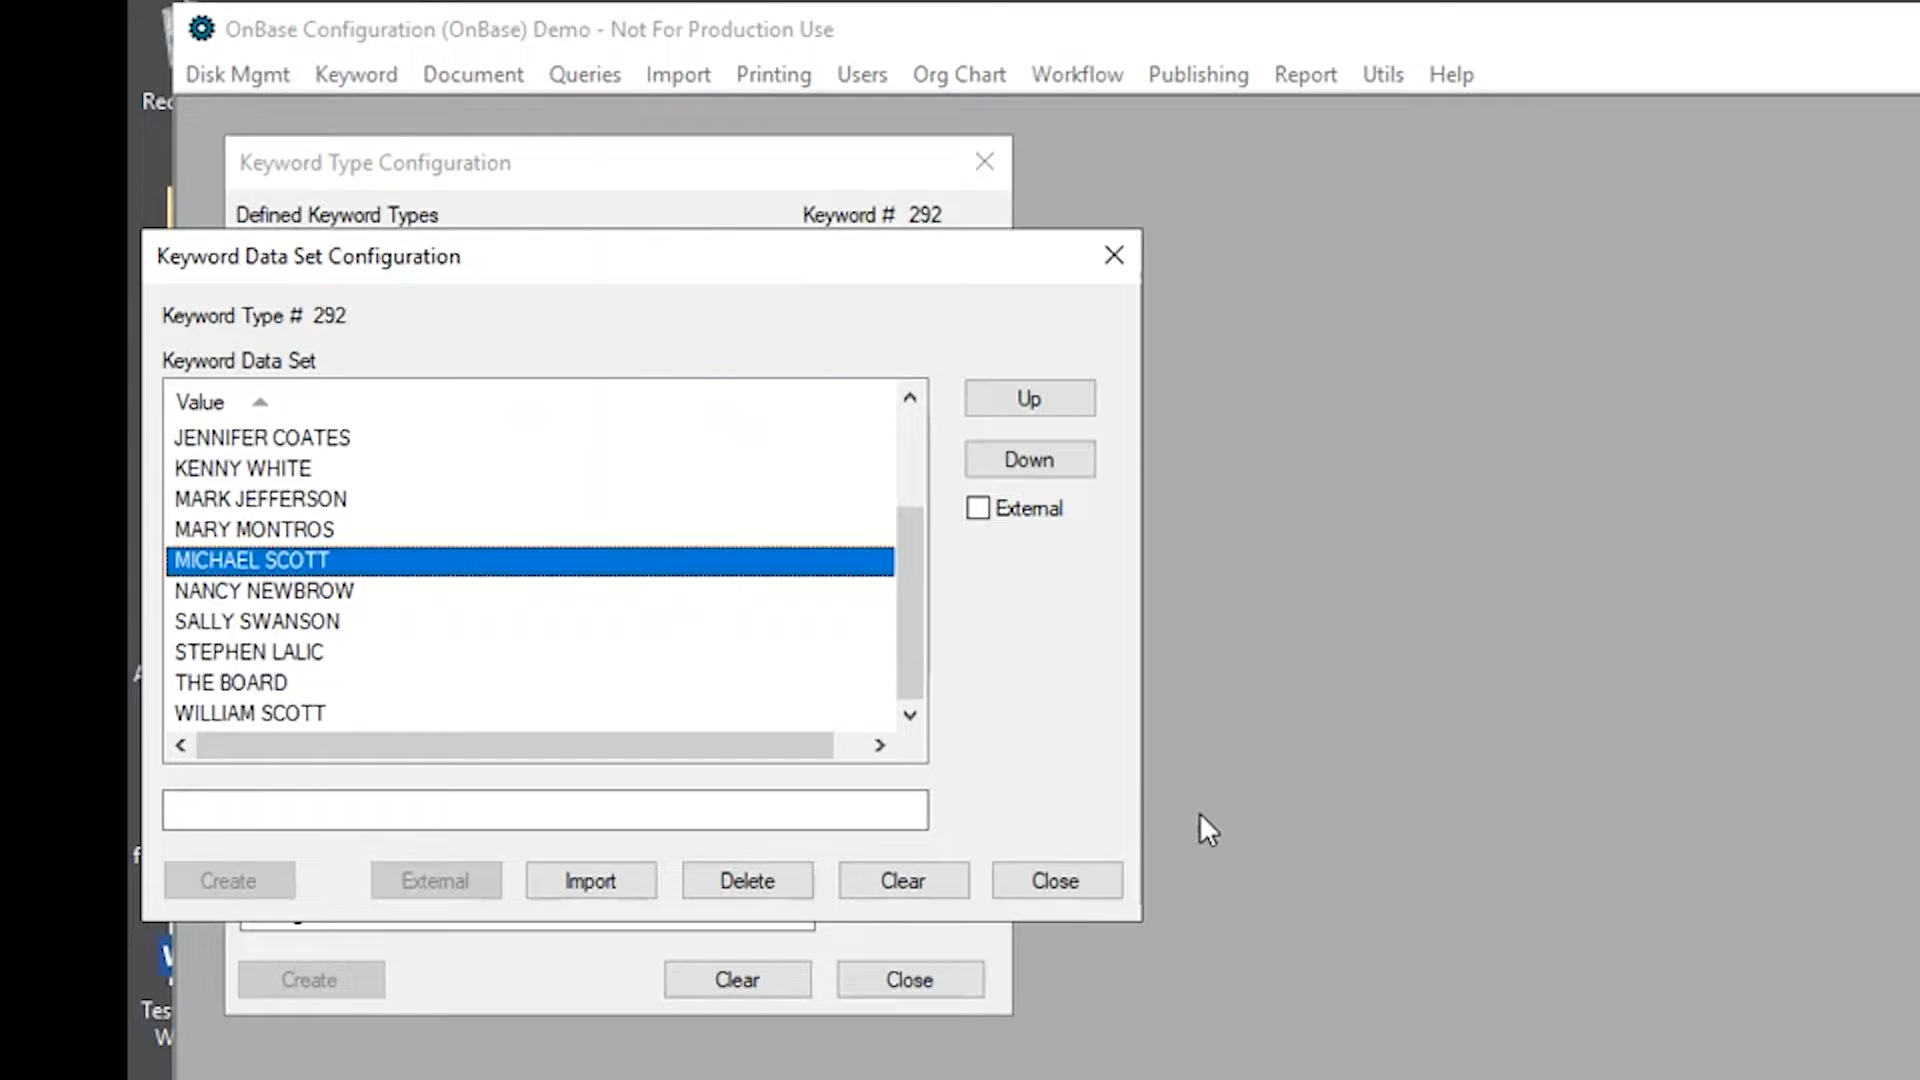 OnBase Configuration (OnBase) Demo - Not For Production Use
Disk Mgmt Keyword Document Queries Import Printing Users Org Chart Workflow Publishing Report Utils Help
Rec
Keyword Type Configuration
Defined Keyword Types Keyword # 292
Keyword Data Set Configuration
Keyword Type # 292
Keyword Data Set
Value
JENNIFER COATES
KENNY WHITE
MARK JEFFERSON
MARY MONTROS
MICHAEL SCOTT
NANCY NEWBROW
SALLY SWANSON
STEPHEN LALIC
THE BOARD
WILLIAM SCOTT
Up
Down
External
Create External Import Delete Clear Close
Create Clear Close
Tes
W